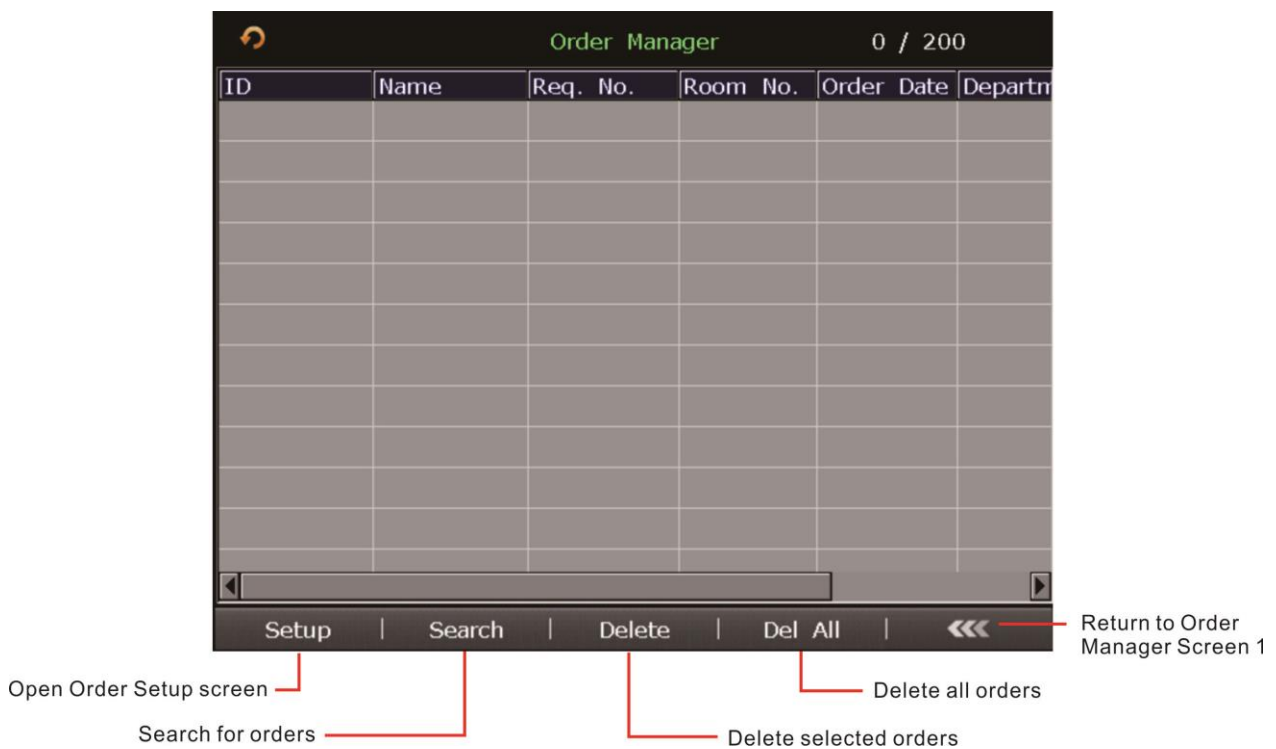 Order Manager 0 / 200
ID Name Req. No. Room No. Order Date Departm
Setup | Search | Delete | Del All |
Return to Order
Manager Screen 1
Open Order Setup screen
Delete all orders
Search for orders
Delete selected orders